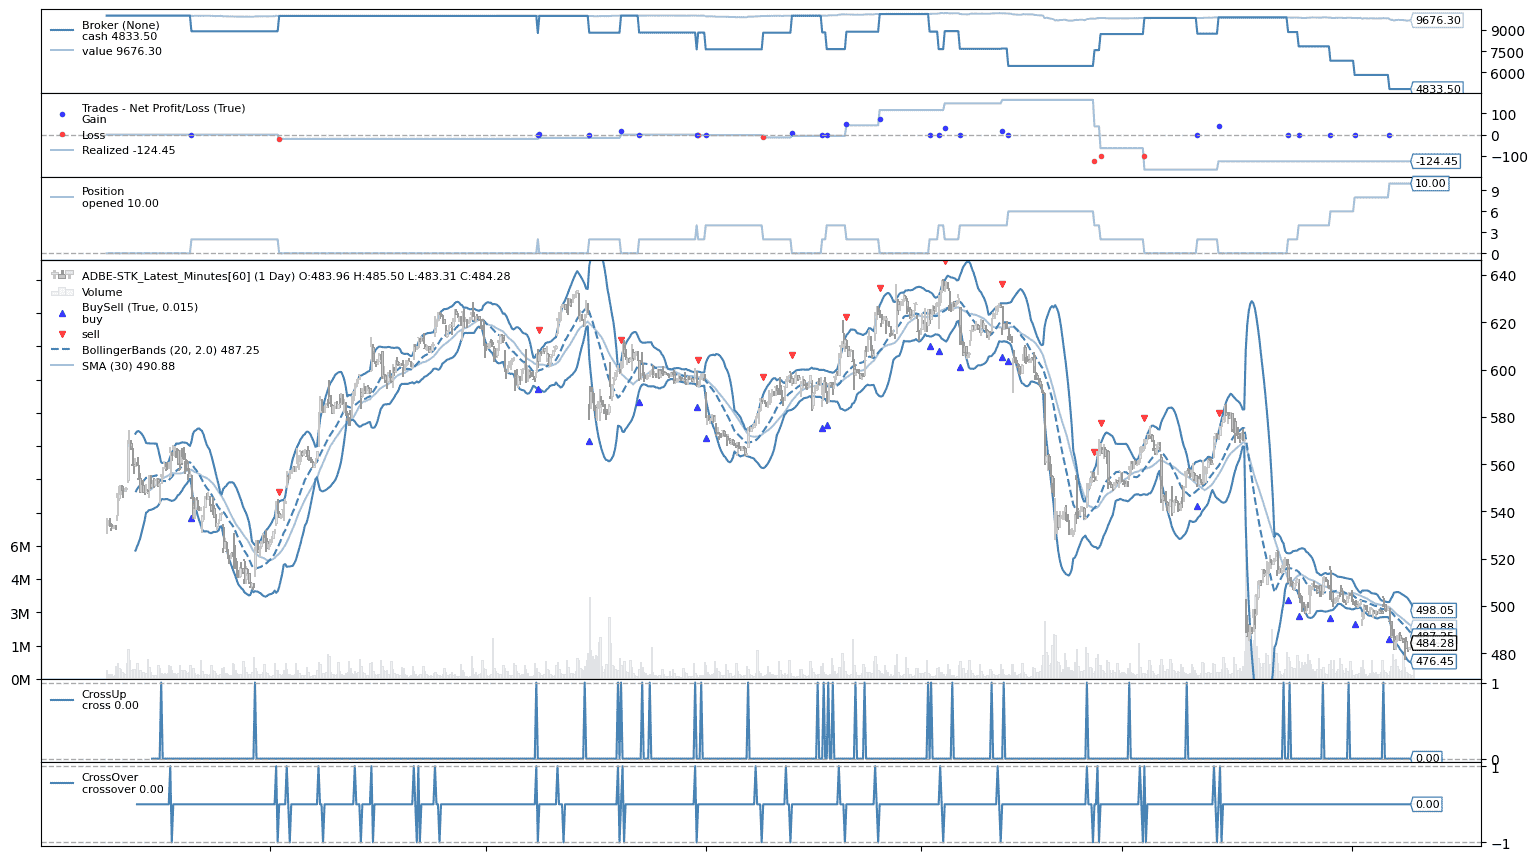 Broker (None)
cash 4833.50
value 9676.30
9676.30
9000
7500
6000
4833.50
Trades - Net Profit/Loss (True)
Gain
Loss
Realized -124.45
100
0
−100
-124.45
Position
opened 10.00
10.00
9
6
3
0
ADBE-STK_Latest_Minutes[60] (1 Day) O:483.96 H:485.50 L:483.31 C:484.28
Volume
BuySell (True, 0.015)
buy
sell
BollingerBands (20, 2.0) 487.25
SMA (30) 490.88
640
620
600
580
560
540
520
500
480
6M
4M
3M
1M
0M
498.05
490.88
487.25
484.28
476.45
CrossUp
cross 0.00
1
0
0.00
CrossOver
crossover 0.00
1
0.00
−1